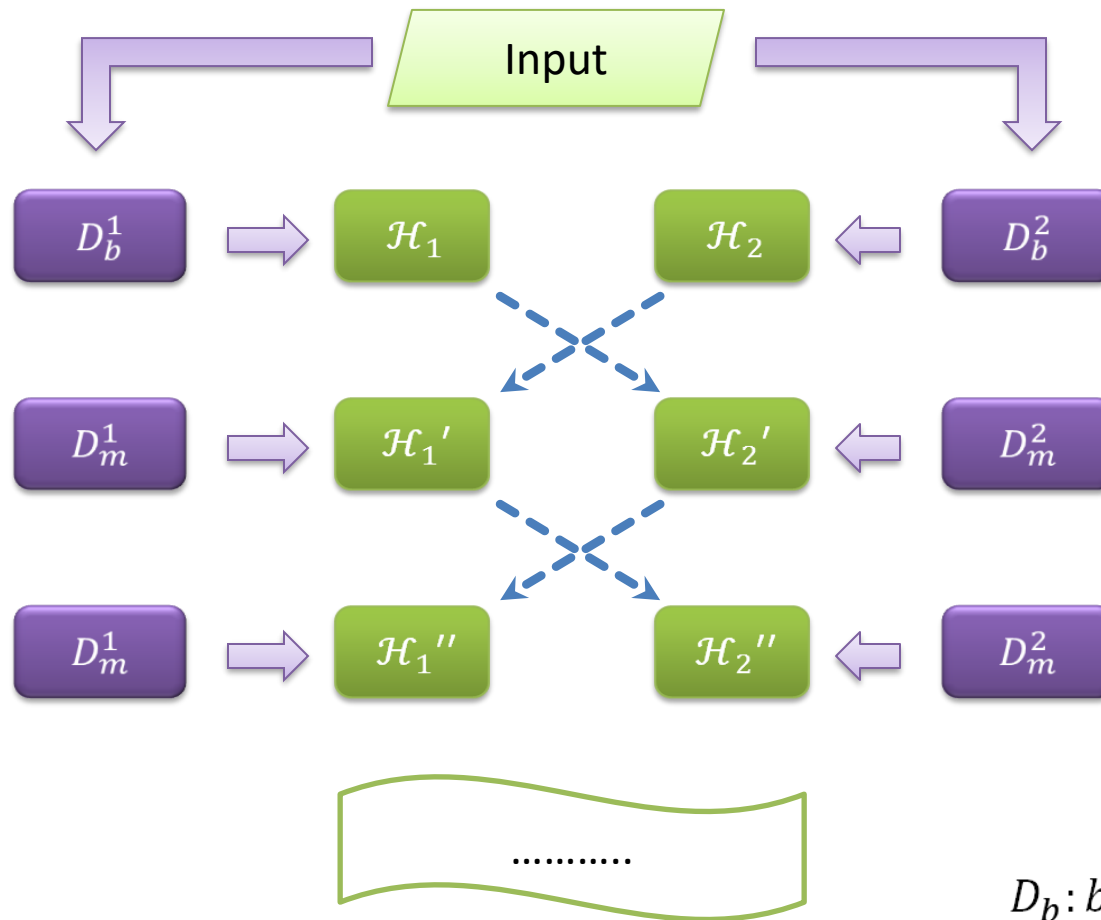 Input
D_b^1 ℋ_1 ℋ_2 D_b^2
D_m^1 ℋ_1' ℋ_2' D_m^2
D_m^1 ℋ_1'' ℋ_2'' D_m^2
...........
D_b: b